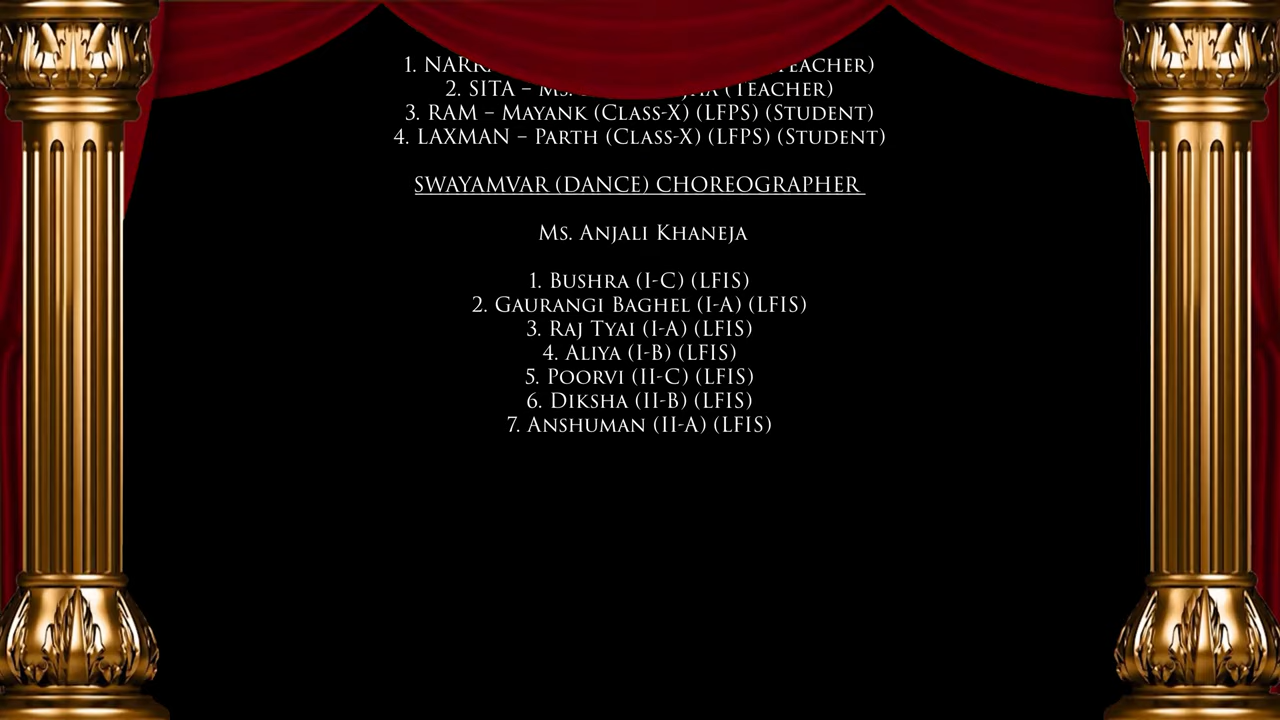 1. NARR TEACHER)
2. SITA – Ms. (TEACHER)
3. RAM – Mayank (Class-X) (LFPS) (Student)
4. LAXMAN – Parth (Class-X) (LFPS) (Student)
SWAYAMVAR (DANCE) CHOREOGRAPHER
Ms. Anjali Khaneja
1. Bushra (I-C) (LFIS)
2. Gaurangi Baghel (I-A) (LFIS)
3. Raj Tyai (I-A) (LFIS)
4. Aliya (I-B) (LFIS)
5. Poorvi (II-C) (LFIS)
6. Diksha (II-B) (LFIS)
7. Anshuman (II-A) (LFIS)